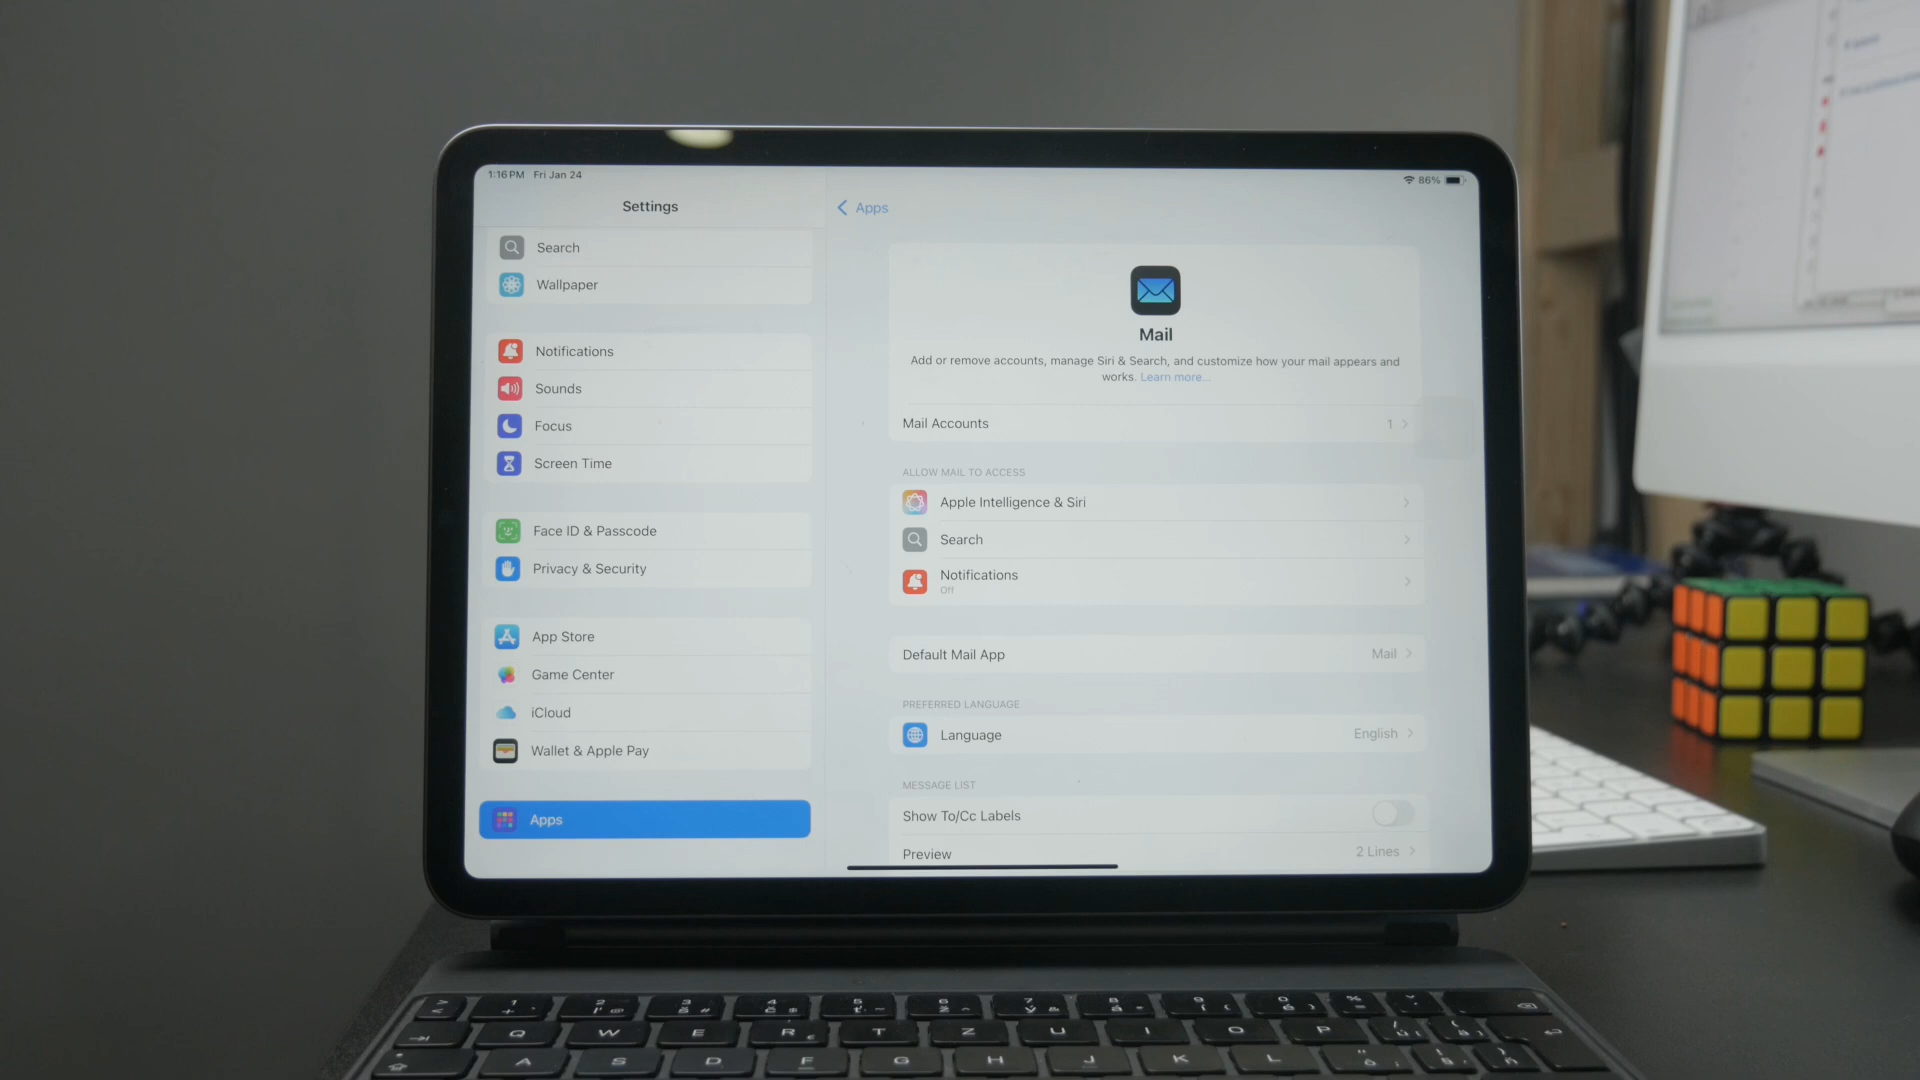 1:16 PM Fri Jan 24
86%
Settings
Search
Wallpaper
Notifications
Sounds
Focus
Screen Time
Face ID & Passcode
Privacy & Security
App Store
Game Center
iCloud
Wallet & Apple Pay
Apps
Apps
Mail
Add or remove accounts, manage Siri & Search, and customize how your mail appears and
works. Learn more...
Mail Accounts 1
ALLOW MAIL TO ACCESS
Apple Intelligence & Siri
Search
Notifications
Off
Default Mail App Mail
PREFERRED LANGUAGE
Language English
MESSAGE LIST
Show To/Cc Labels
Preview 2 Lines
Q W E R T Z U I O P
A S D F G H J K L